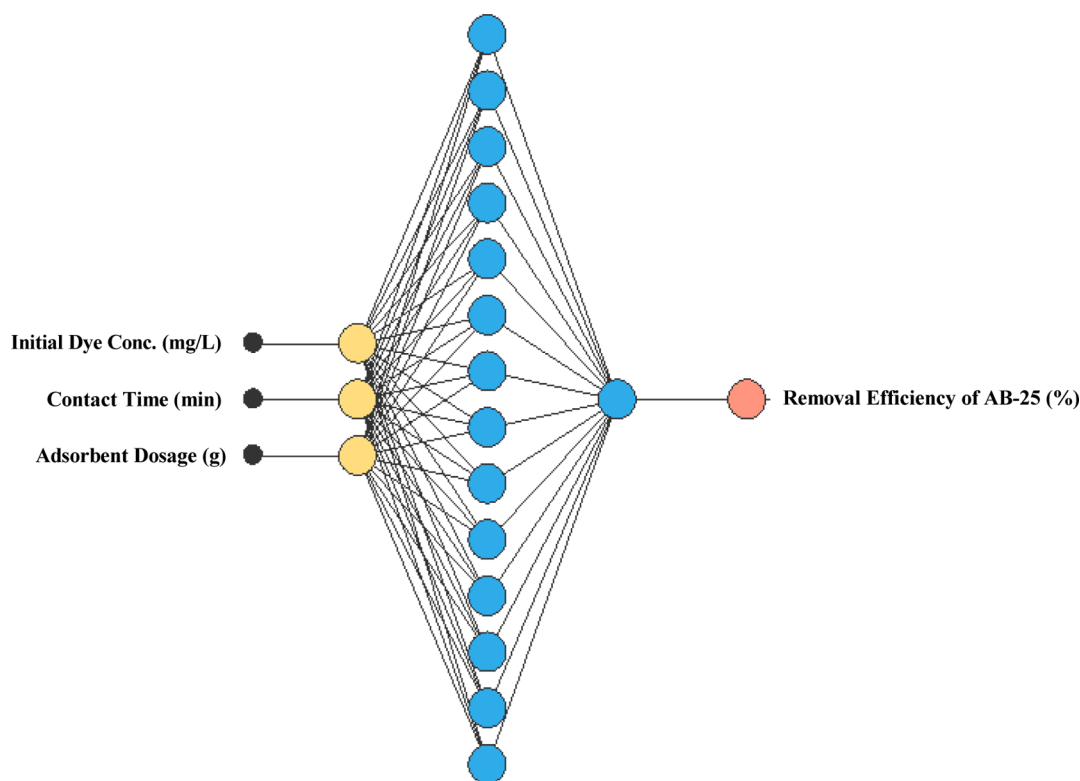 Initial Dye Conc. (mg/L)
Contact Time (min)
Adsorbent Dosage (g)
Removal Efficiency of AB-25 (%)